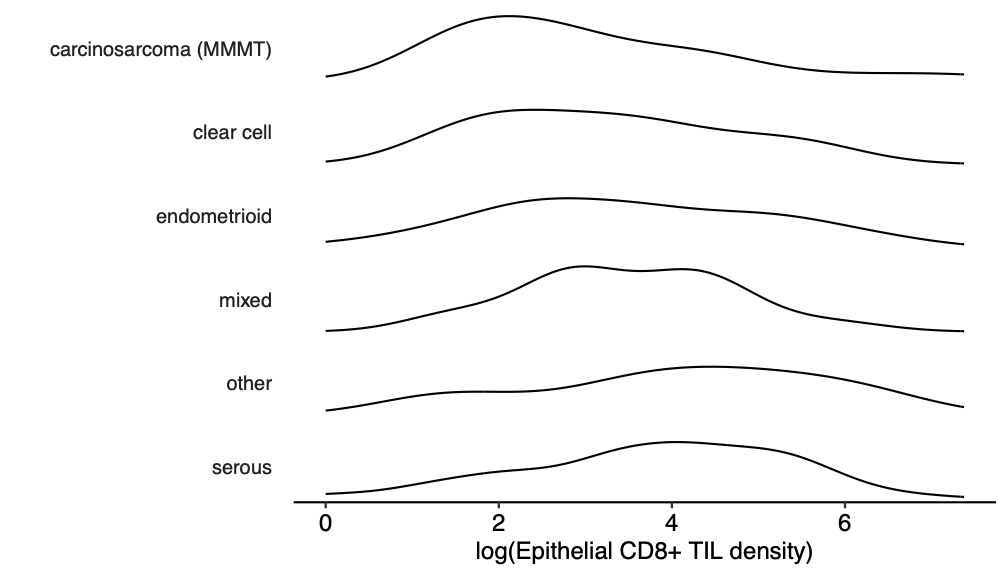 carcinosarcoma (MMMT)
clear cell
endometrioid
mixed
other
serous
0 2 4 6
log(Epithelial CD8+ TIL density)